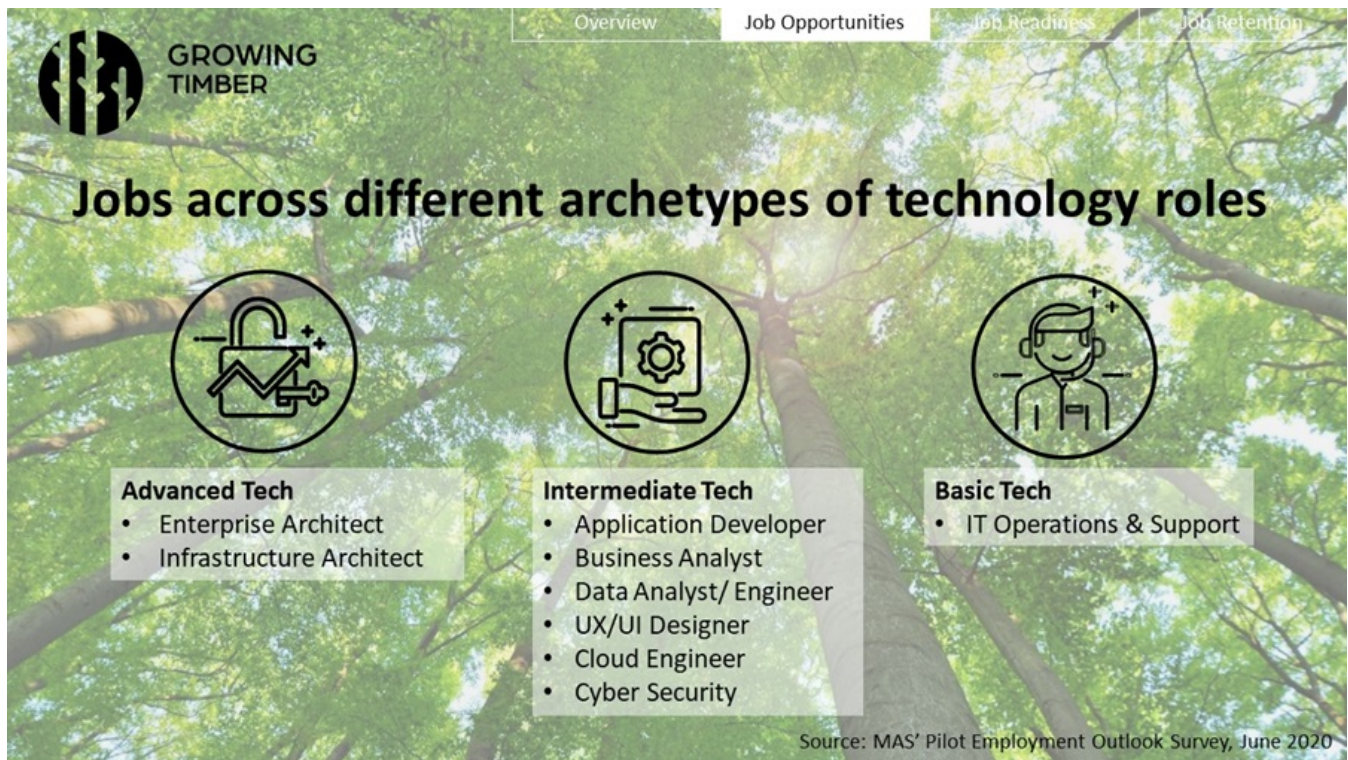 Overview
Job Opportunities
Job Readiness
Job Retention
GROWING
TIMBER
Jobs across different archetypes of technology roles
Advanced Tech
• Enterprise Architect
• Infrastructure Architect
Intermediate Tech
• Application Developer
• Business Analyst
• Data Analyst/ Engineer
• UX/UI Designer
• Cloud Engineer
• Cyber Security
Basic Tech
• IT Operations & Support
Source: MAS' Pilot Employment Outlook Survey, June 2020